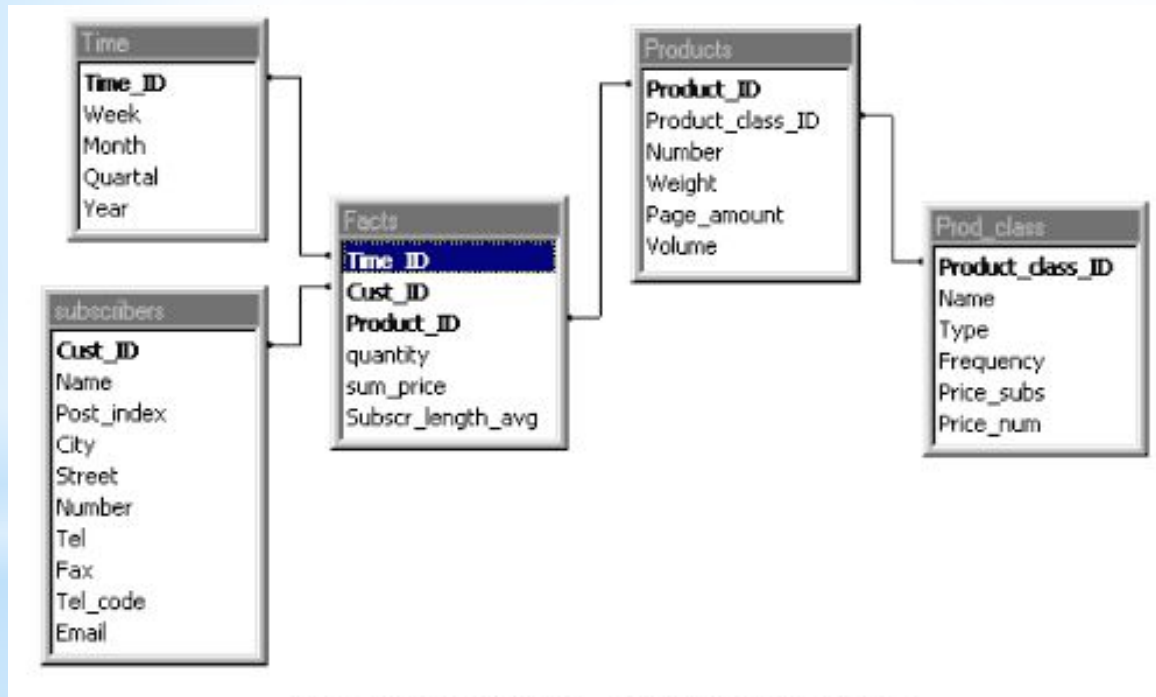 Time
Time_ID
Week
Month
Quartal
Year
subscribers
Cust_ID
Name
Post_index
City
Street
Number
Tel
Fax
Tel_code
Email
Facts
Time_ID
Cust_ID
Product_ID
quantity
sum_price
Subscr_length_avg
Products
Product_ID
Product_class_ID
Number
Weight
Page_amount
Volume
Prod_class
Product_class_ID
Name
Type
Frequency
Price_subs
Price_num